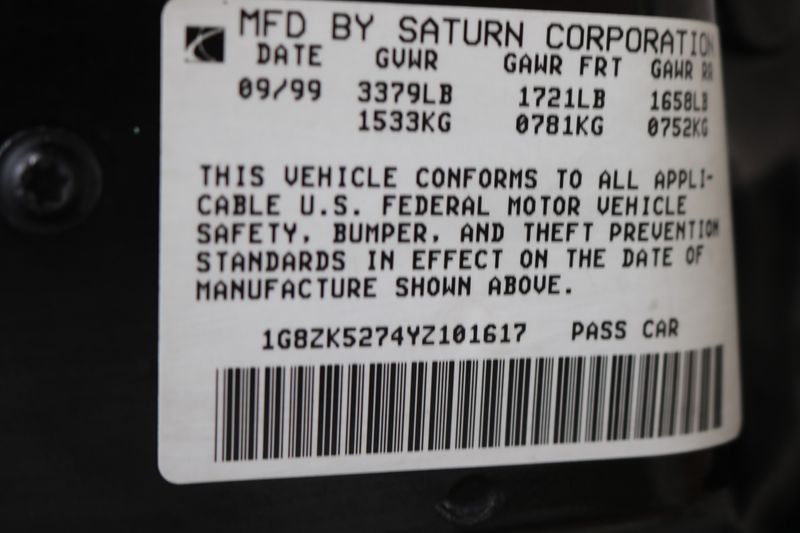 MFD BY SATURN CORPORATION
DATE GVWR GAWR FRT GAWR RR
09/99 3379LB 1721LB 1658LB
1533KG 0781KG 0752KG
THIS VEHICLE CONFORMS TO ALL APPLI-
CABLE U.S. FEDERAL MOTOR VEHICLE
SAFETY, BUMPER, AND THEFT PREVENTION
STANDARDS IN EFFECT ON THE DATE OF
MANUFACTURE SHOWN ABOVE.
1G8ZK5274YZ101617 PASS CAR